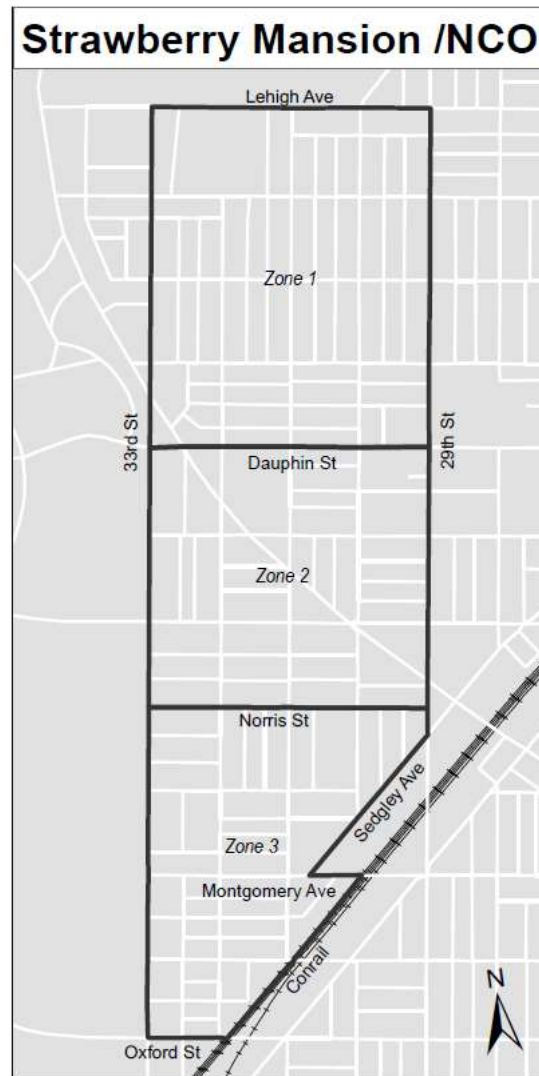 Strawberry Mansion /NCO
Lehigh Ave
Zone 1
33rd St
29th St
Dauphin St
Zone 2
Norris St
Sedgley Ave
Zone 3
Montgomery Ave
Conrail
N
Oxford St